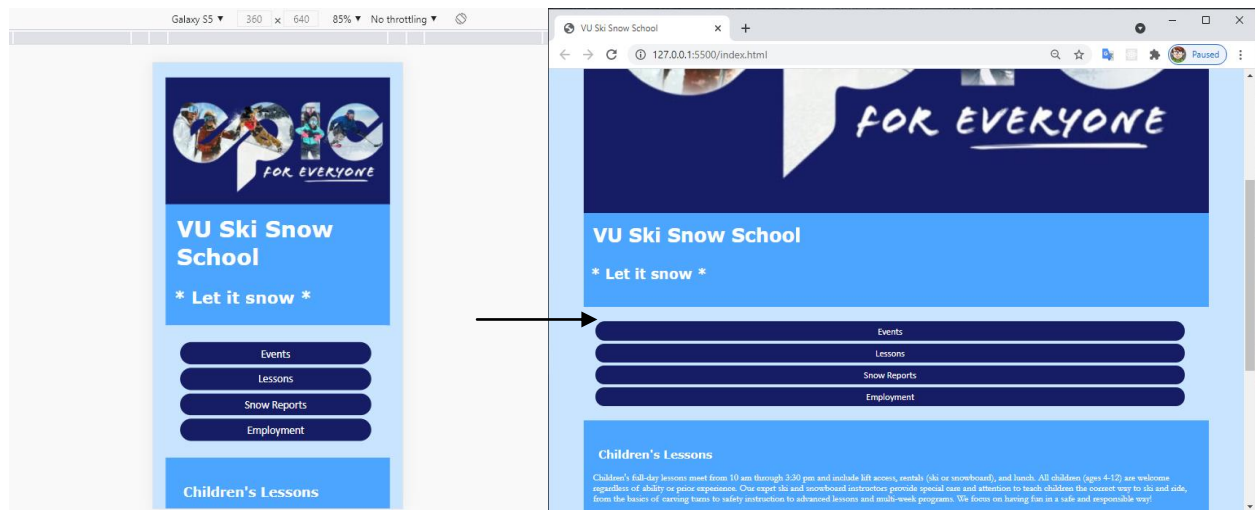 Galaxy S5 ▼ 360 x 640 85% ▼ No throttling ▼
epic
FOR EVERYONE
VU Ski Snow
School
* Let it snow *
Events
Lessons
Snow Reports
Employment
Children's Lessons
VU Ski Snow School
127.0.0.1:5500/index.html
Paused
FOR EVERYONE
VU Ski Snow School
* Let it snow *
Events
Lessons
Snow Reports
Employment
Children's Lessons
Children's full-day lessons meet from 10 am through 3:30 pm and include lift access, rentals (ski or snowboard), and lunch. All children (ages 4-12) are welcome
regardless of ability or prior experience. Our exprt ski and snowboard instructors provide special care and attention to teach children the correct way to ski and ride,
from the basics of carving turns to safety instruction to advanced lessons and multi-week programs. We focus on having fun in a safe and responsible way!